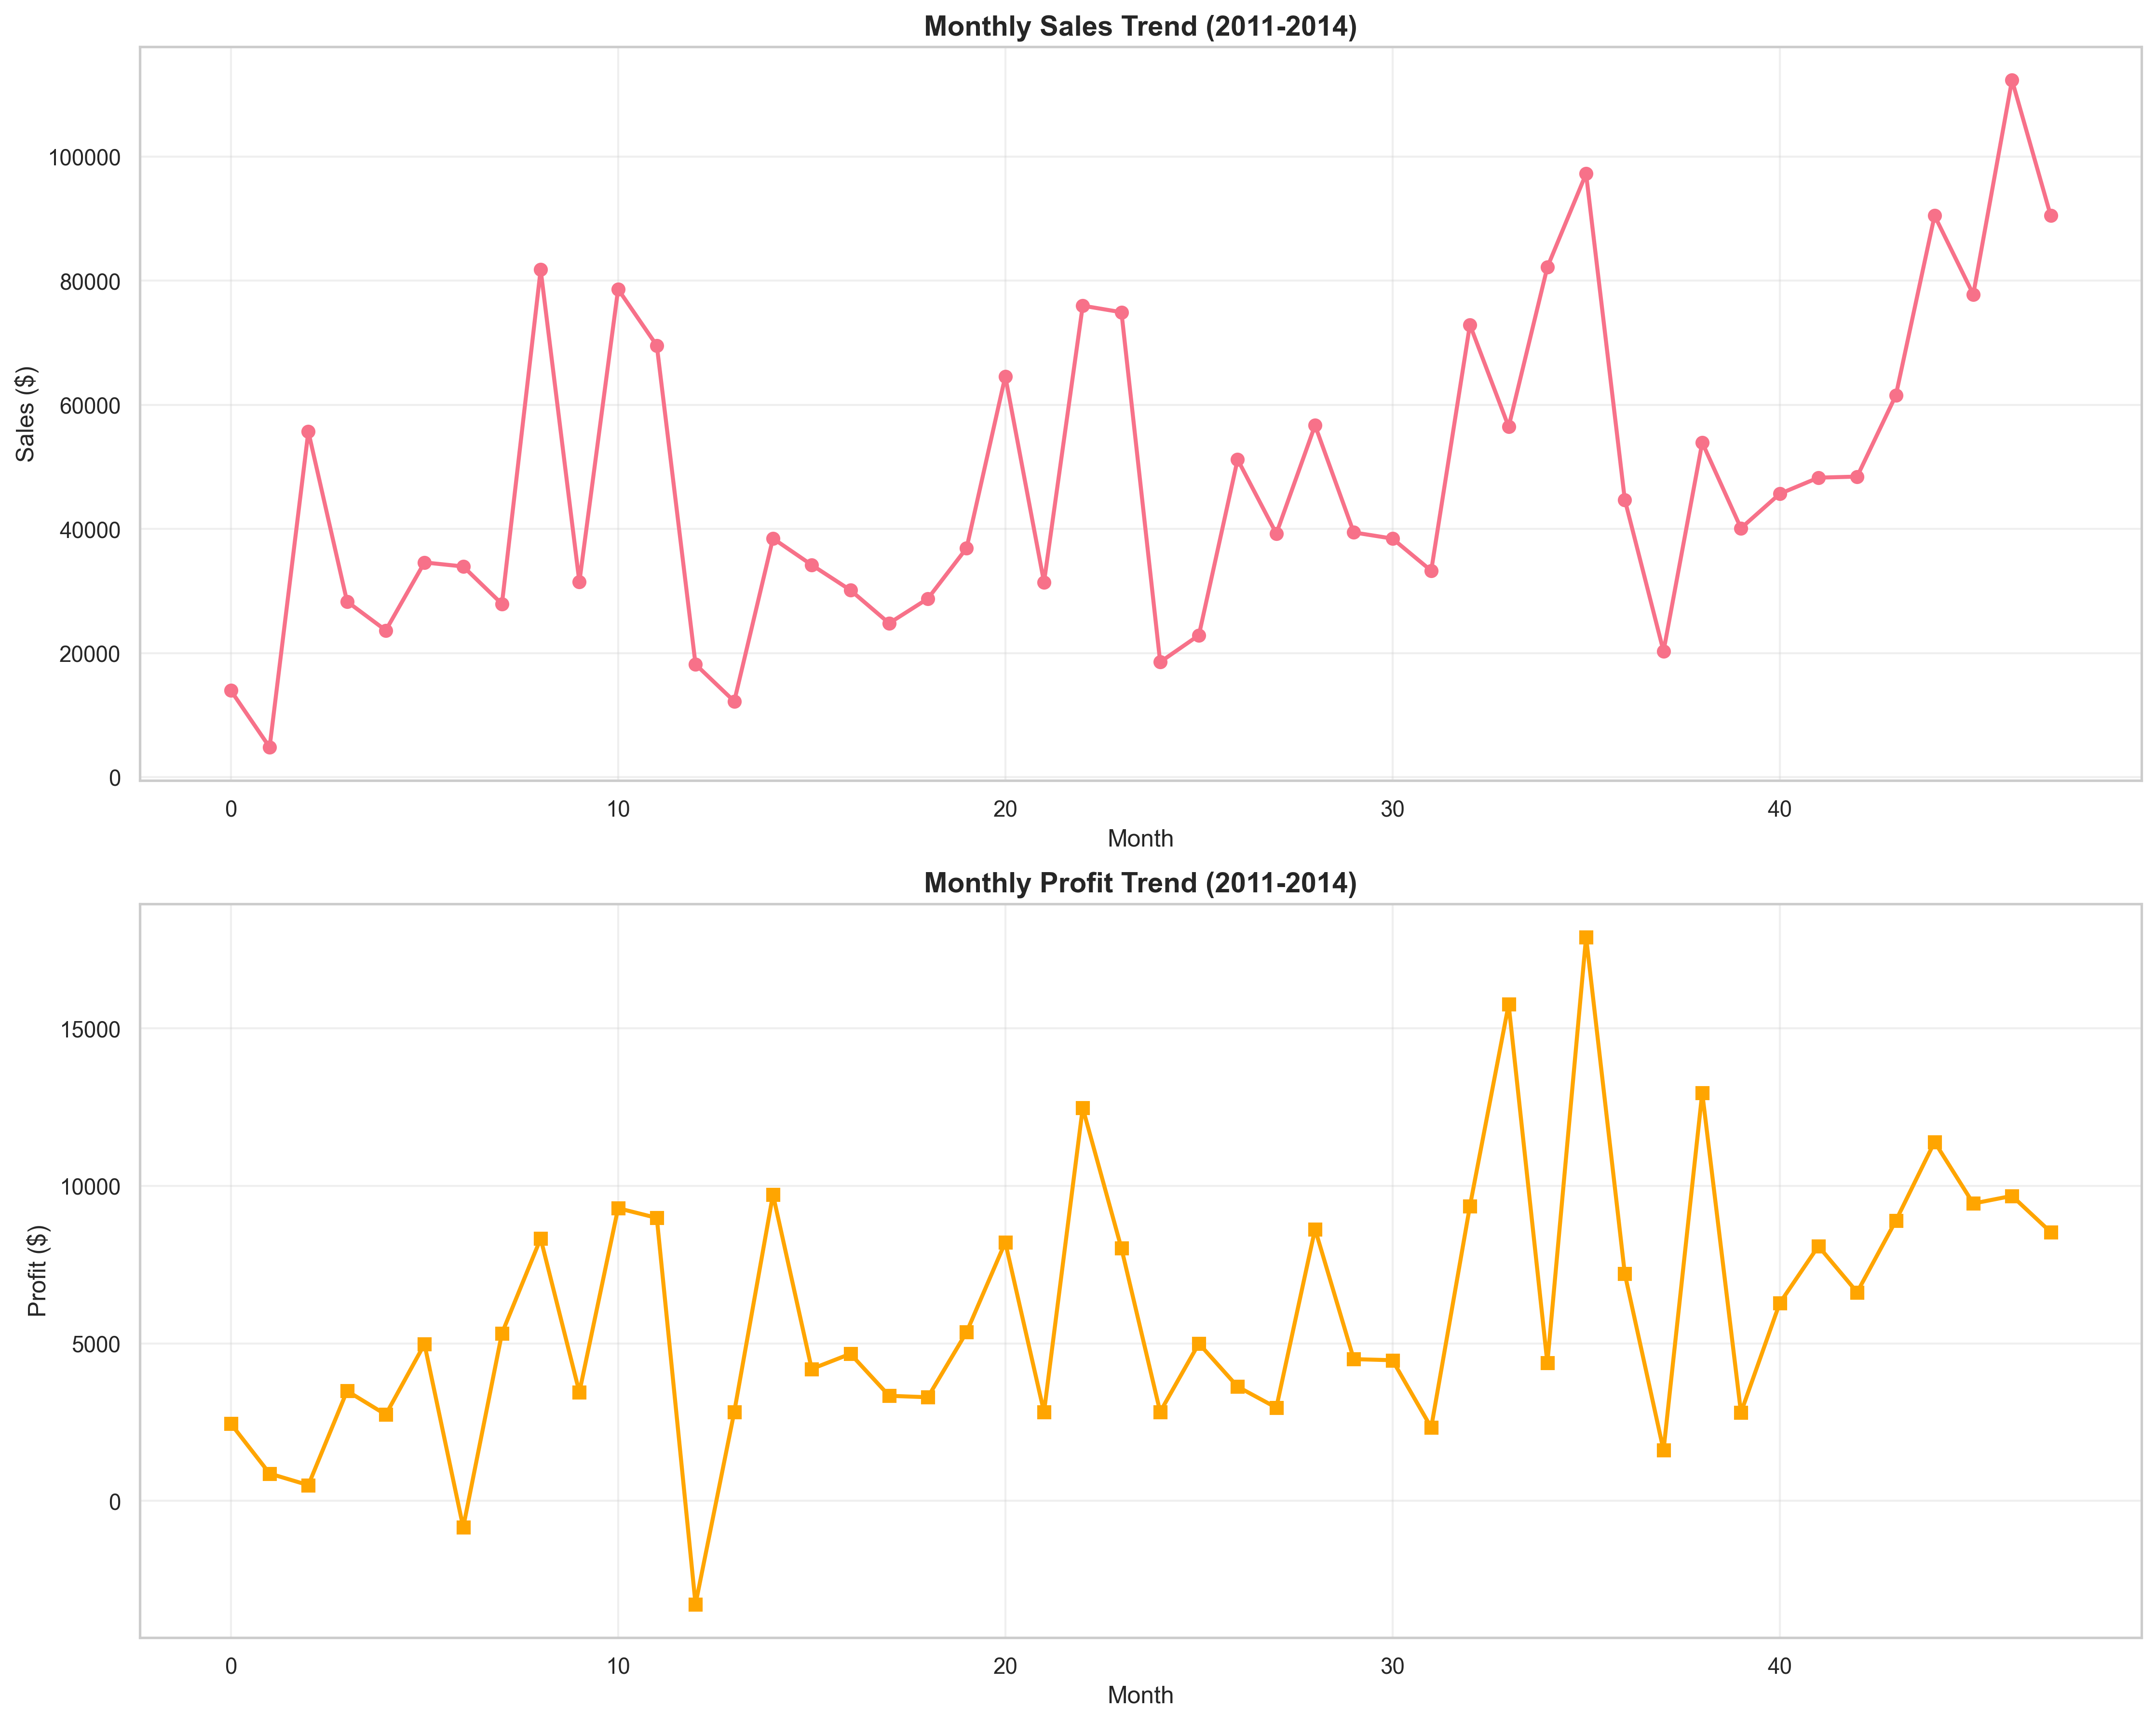 Monthly Sales Trend (2011-2014)
100000
80000
60000
40000
20000
0
Sales ($)
0 10 20 30 40
Month
Monthly Profit Trend (2011-2014)
15000
10000
5000
0
Profit ($)
0 10 20 30 40
Month